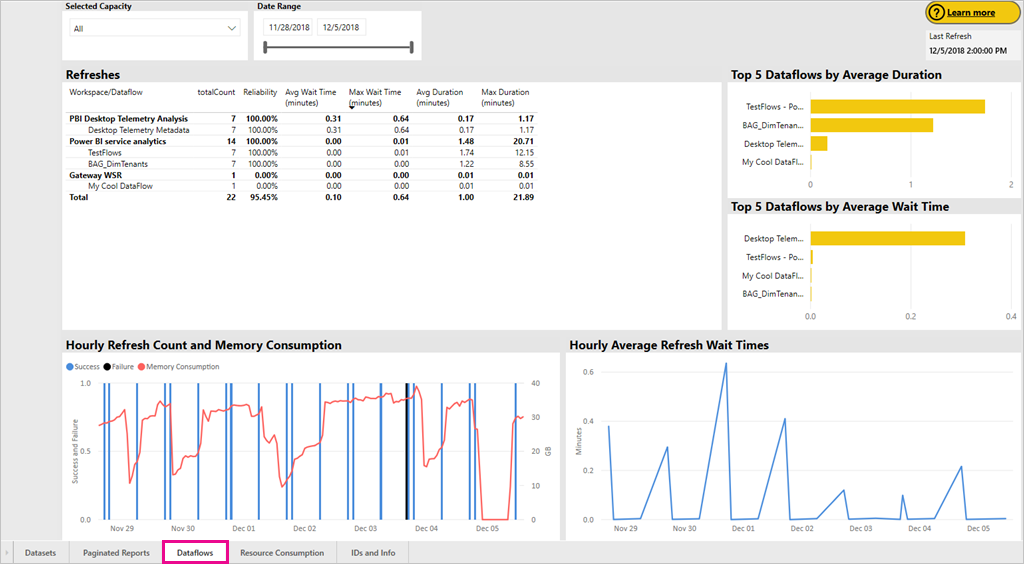 Selected Capacity
All
Date Range
11/28/2018 12/5/2018
? Learn more
Last Refresh
12/5/2018 2:00:00 PM
Refreshes
Workspace/Dataflow totalCount Reliability Avg Wait Time (minutes) Max Wait Time (minutes) Avg Duration (minutes) Max Duration (minutes)
PBI Desktop Telemetry Analysis 7 100.00% 0.31 0.64 0.17 1.17
Desktop Telemetry Metadata 7 100.00% 0.31 0.64 0.17 1.17
Power BI service analytics 14 100.00% 0.00 0.01 1.48 20.71
TestFlows 7 100.00% 0.00 0.01 1.74 12.15
BAG_DimTenants 7 100.00% 0.00 0.00 1.22 8.55
Gateway WSR 1 0.00% 0.00 0.00 0.01 0.01
My Cool DataFlow 1 0.00% 0.00 0.00 0.01 0.01
Total 22 95.45% 0.10 0.64 1.00 21.89
Top 5 Dataflows by Average Duration
TestFlows - Po...
BAG_DimTenan...
Desktop Telem...
My Cool DataFl...
0 1 2
Top 5 Dataflows by Average Wait Time
Desktop Telem...
TestFlows - Po...
My Cool DataFl...
BAG_DimTenan...
0.0 0.2 0.4
Hourly Refresh Count and Memory Consumption
Success Failure Memory Consumption
Success and Failure
1.0
0.5
0.0
40
30
20
10
0
GB
Nov 29 Nov 30 Dec 01 Dec 02 Dec 03 Dec 04 Dec 05
Hourly Average Refresh Wait Times
Minutes
0.6
0.4
0.2
0.0
Nov 29 Nov 30 Dec 01 Dec 02 Dec 03 Dec 04 Dec 05
Datasets Paginated Reports Dataflows Resource Consumption IDs and Info